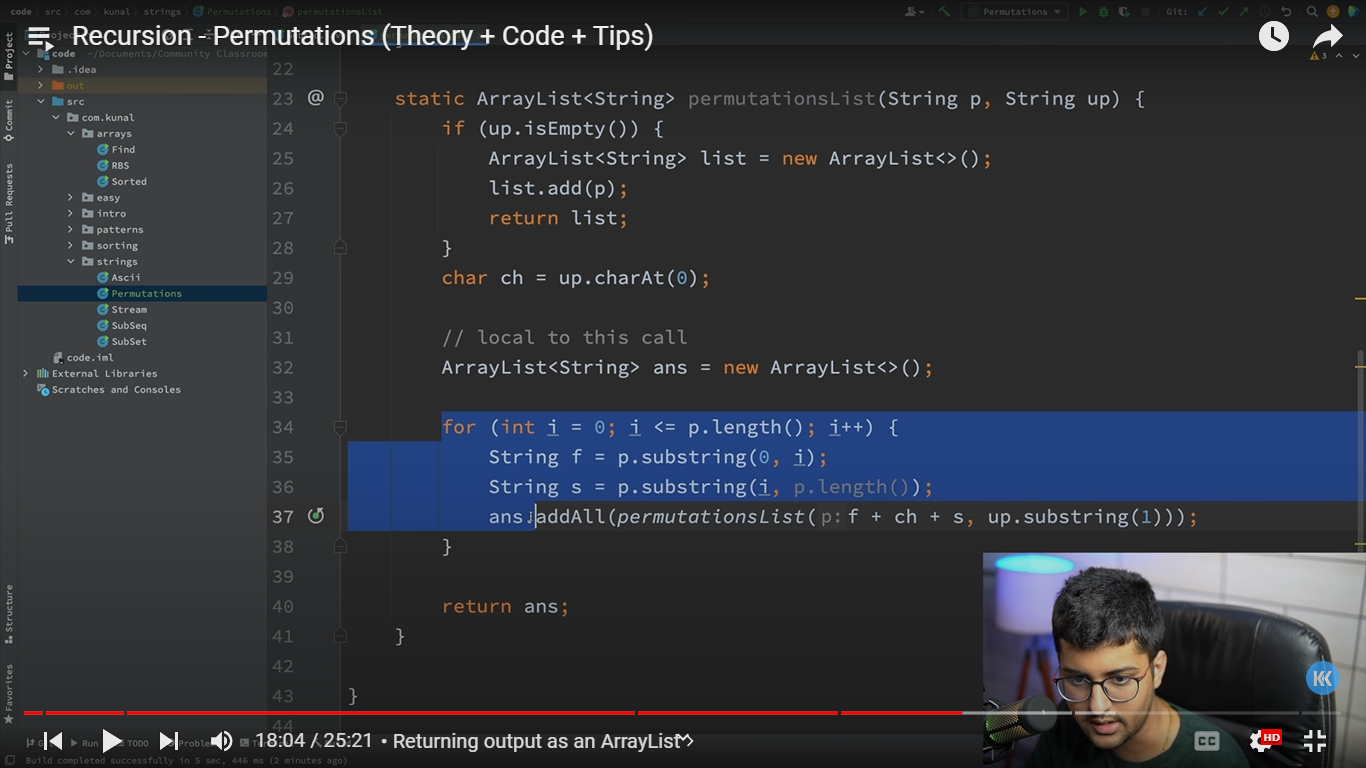 code src com kunal strings Permutations permutationsList
Permutations
Git:
Recursion - Permutations (Theory + Code + Tips)
Project
code ~/Documents/Community Classroom
.idea
out
src
com.kunal
arrays
Find
RBS
Sorted
easy
intro
patterns
sorting
strings
Ascii
Permutations
Stream
SubSeq
SubSet
code.iml
External Libraries
Scratches and Consoles
Project
Commit
Pull Requests
Structure
Favorites
3
22
23 @ static ArrayList<String> permutationsList(String p, String up) {
24 if (up.isEmpty()) {
25 ArrayList<String> list = new ArrayList<>();
26 list.add(p);
27 return list;
28 }
29 char ch = up.charAt(0);
30
31 // local to this call
32 ArrayList<String> ans = new ArrayList<>();
33
34 for (int i = 0; i <= p.length(); i++) {
35 String f = p.substring(0, i);
36 String s = p.substring(i, p.length());
37 ans.addAll(permutationsList( p: f + ch + s, up.substring(1)));
38 }
39
40 return ans;
41 }
42
43 }
44
Run TODO
18:04 / 25:21 • Returning output as an ArrayList
CC
HD
Build completed successfully in 5 sec, 446 ms (2 minutes ago)